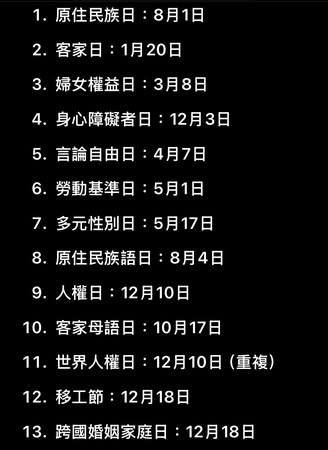 1. 原住民族日：8月1日
2. 客家日：1月20日
3. 婦女權益日：3月8日
4. 身心障礙者日：12月3日
5. 言論自由日：4月7日
6. 勞動基準日：5月1日
7. 多元性別日：5月17日
8. 原住民族語日：8月4日
9. 人權日：12月10日
10. 客家母語日：10月17日
11. 世界人權日：12月10日（重複）
12. 移工節：12月18日
13. 跨國婚姻家庭日：12月18日